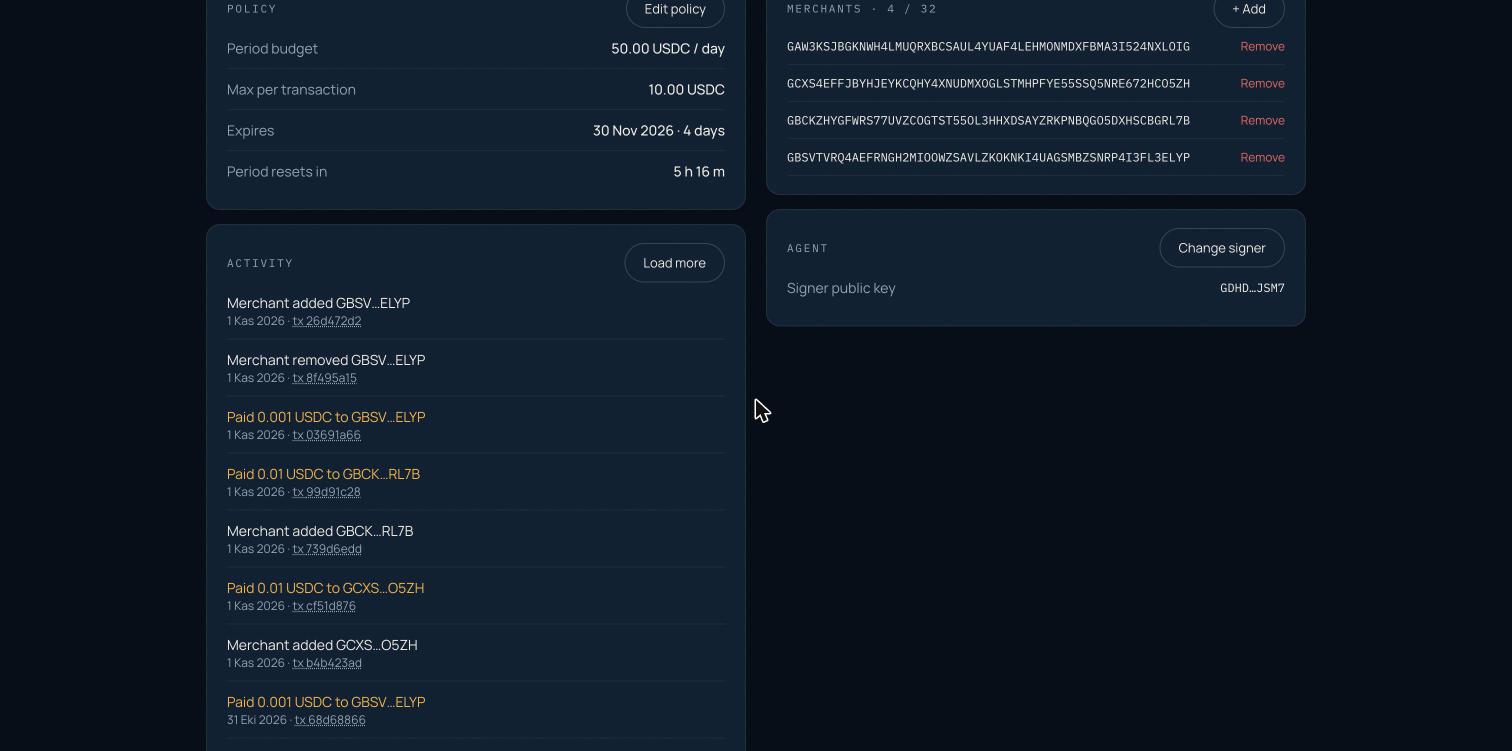 POLICY
Edit policy
Period budget
50.00 USDC / day
Max per transaction
10.00 USDC
Expires
30 Nov 2026 · 4 days
Period resets in
5 h 16 m
ACTIVITY
Load more
Merchant added GBSV…ELYP
1 Kas 2026 · tx 26d472d2
Merchant removed GBSV…ELYP
1 Kas 2026 · tx 8f495a15
Paid 0.001 USDC to GBSV…ELYP
1 Kas 2026 · tx 03691a66
Paid 0.01 USDC to GBCK…RL7B
1 Kas 2026 · tx 99d91c28
Merchant added GBCK…RL7B
1 Kas 2026 · tx 739d6edd
Paid 0.01 USDC to GCXS…O5ZH
1 Kas 2026 · tx cf51d876
Merchant added GCXS…O5ZH
1 Kas 2026 · tx b4b423ad
Paid 0.001 USDC to GBSV…ELYP
31 Eki 2026 · tx 68d68866
MERCHANTS · 4 / 32
+ Add
GAW3KSJBGKNWH4LMUQRXBCSAUL4YUAF4LEHMONMDXFBMA3I524NXLOIG
Remove
GCXS4EFFJBYHJEYKCQHY4XNUDMXOGLSTMHPFYE55SSQ5NRE672HCO5ZH
Remove
GBCKZHYGFWRS77UVZCOGTST55OL3HHXDSAYZRKPNBQGO5DXHSCBGRL7B
Remove
GBSVTVRQ4AEFRNGH2MIOOWZSAVLZKOKNKI4UAGSMBZSNRP4I3FL3ELYP
Remove
AGENT
Change signer
Signer public key
GDHD…JSM7